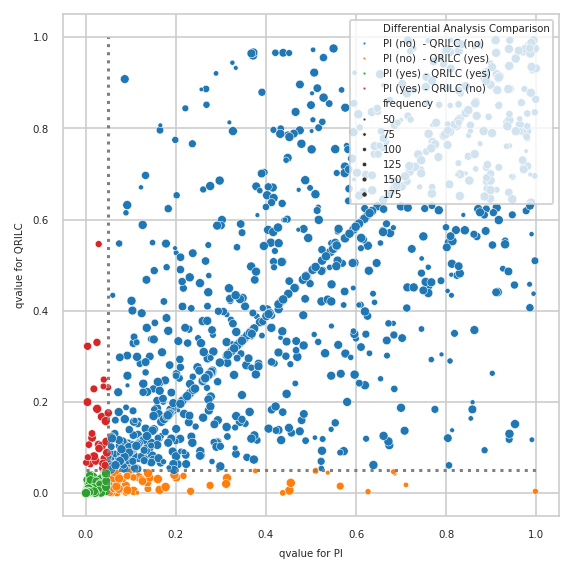 Differential Analysis Comparison
PI (no) - QRILC (no)
PI (no) - QRILC (yes)
PI (yes) - QRILC (yes)
PI (yes) - QRILC (no)
frequency
50
75
100
125
150
175
1.0
0.8
0.6
0.4
0.2
0.0
qvalue for QRILC
0.0 0.2 0.4 0.6 0.8 1.0
qvalue for PI